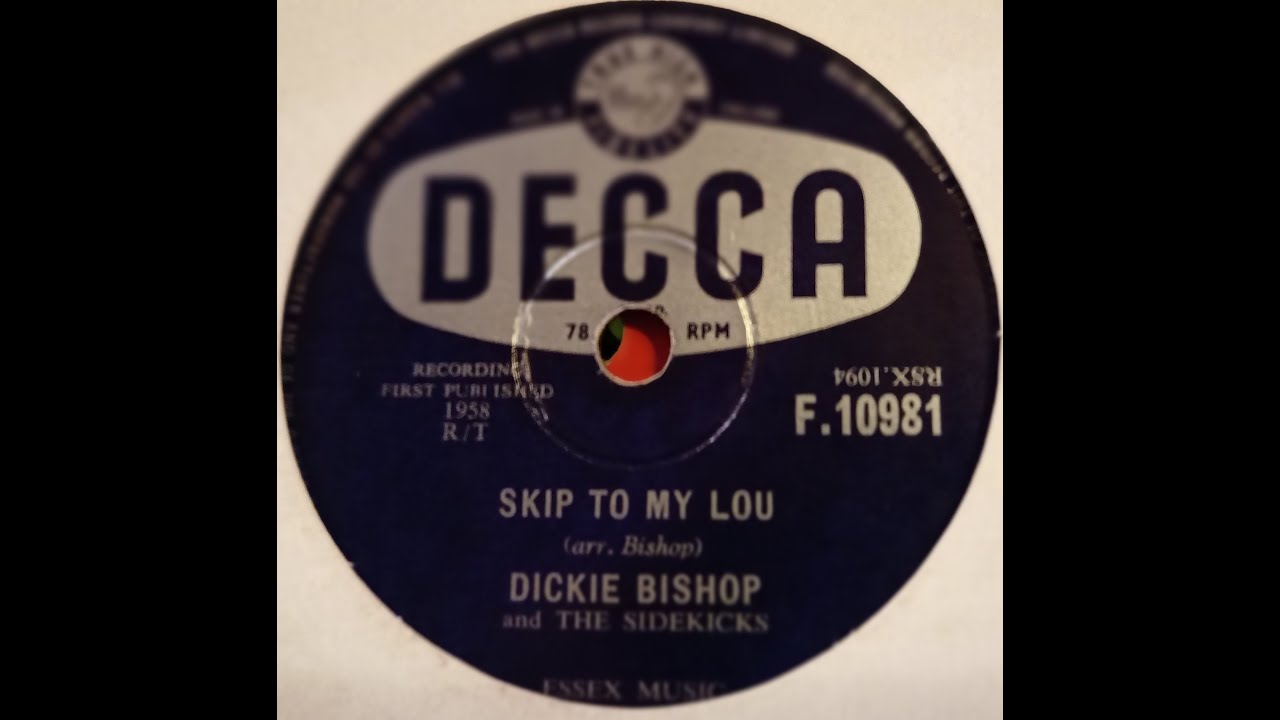 DECCA
78 RPM
RECORDING
FIRST PUBLISHED
1958
R/T
RSX.1094
F.10981
SKIP TO MY LOU
(arr. Bishop)
DICKIE BISHOP
and THE SIDEKICKS
ESSEX MUSIC